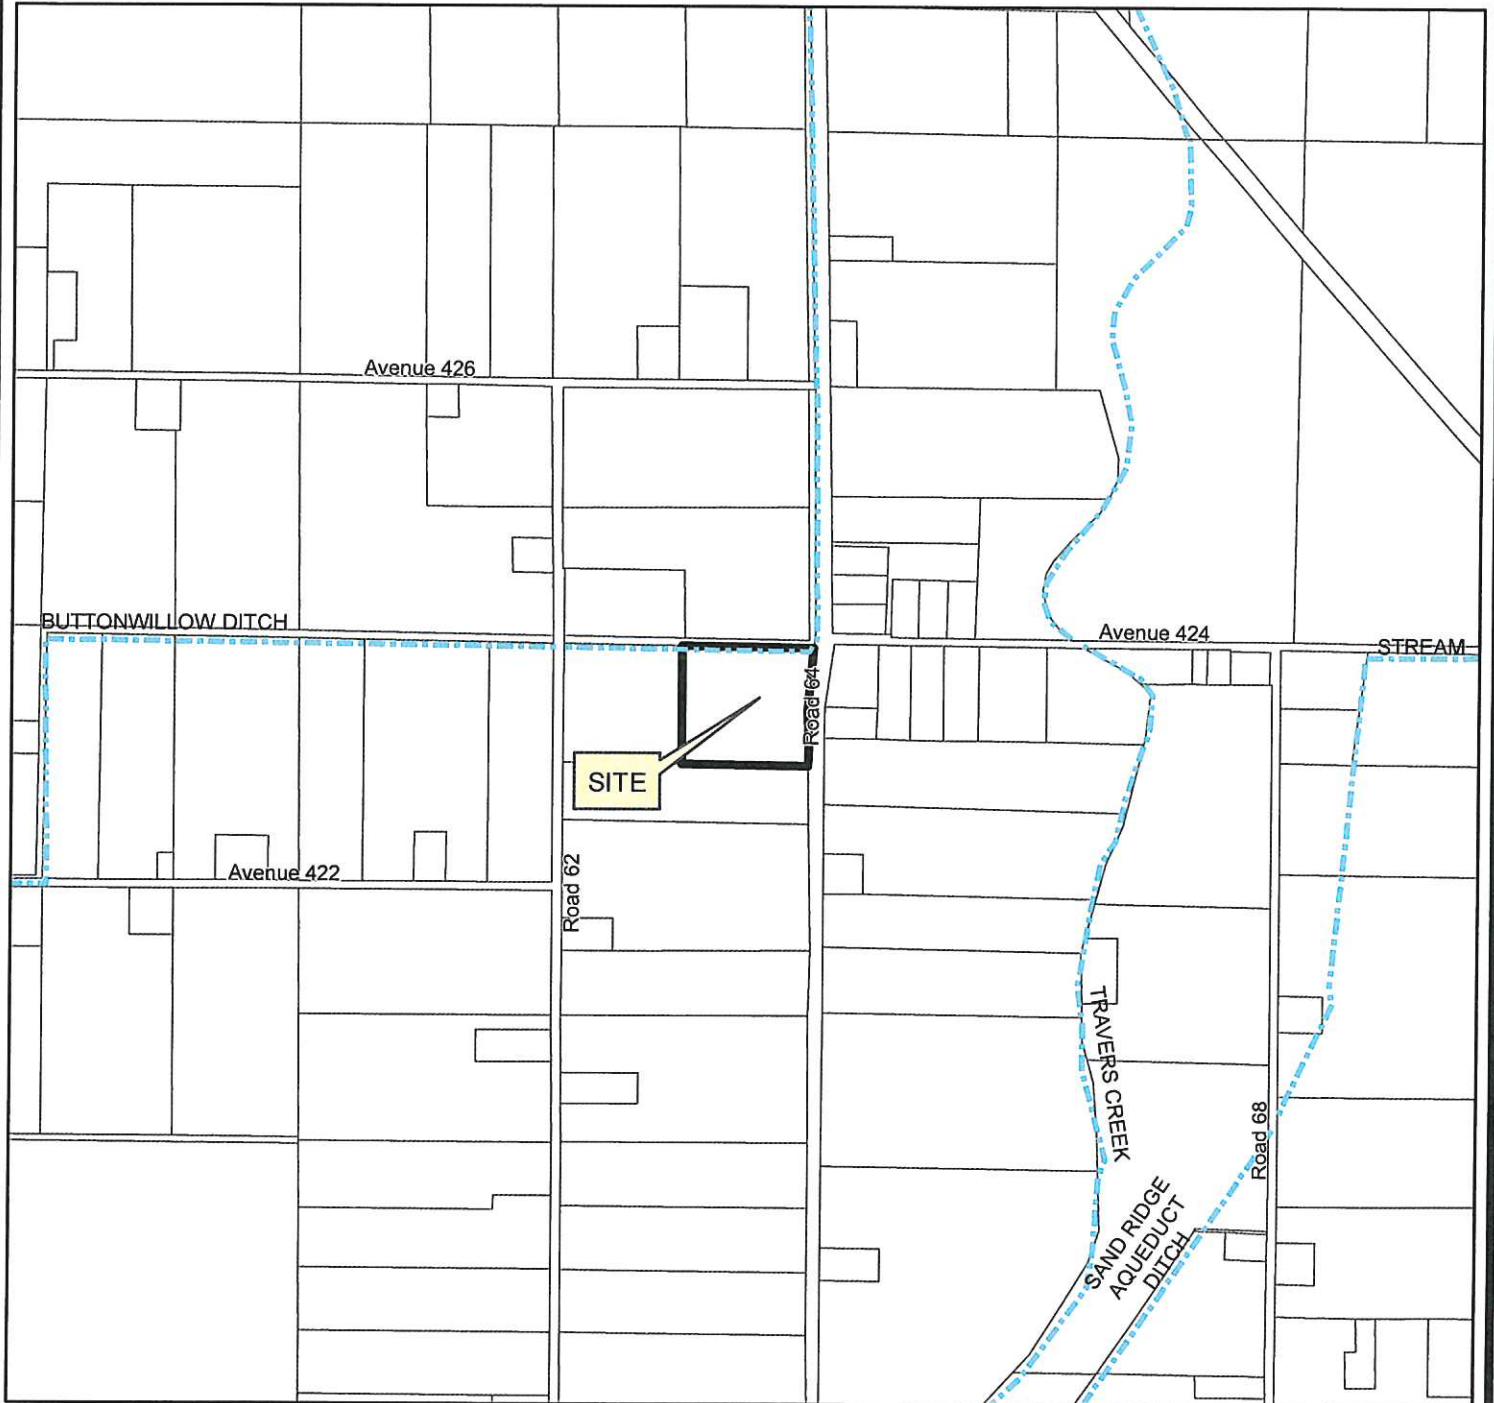 Avenue 426
BUTTONWILLOW DITCH
Avenue 424
STREAM
Road 64
SITE
Avenue 422
Road 62
TRAVERS CREEK
Road 68
SAND RIDGE
AQUEDUCT
DITCH